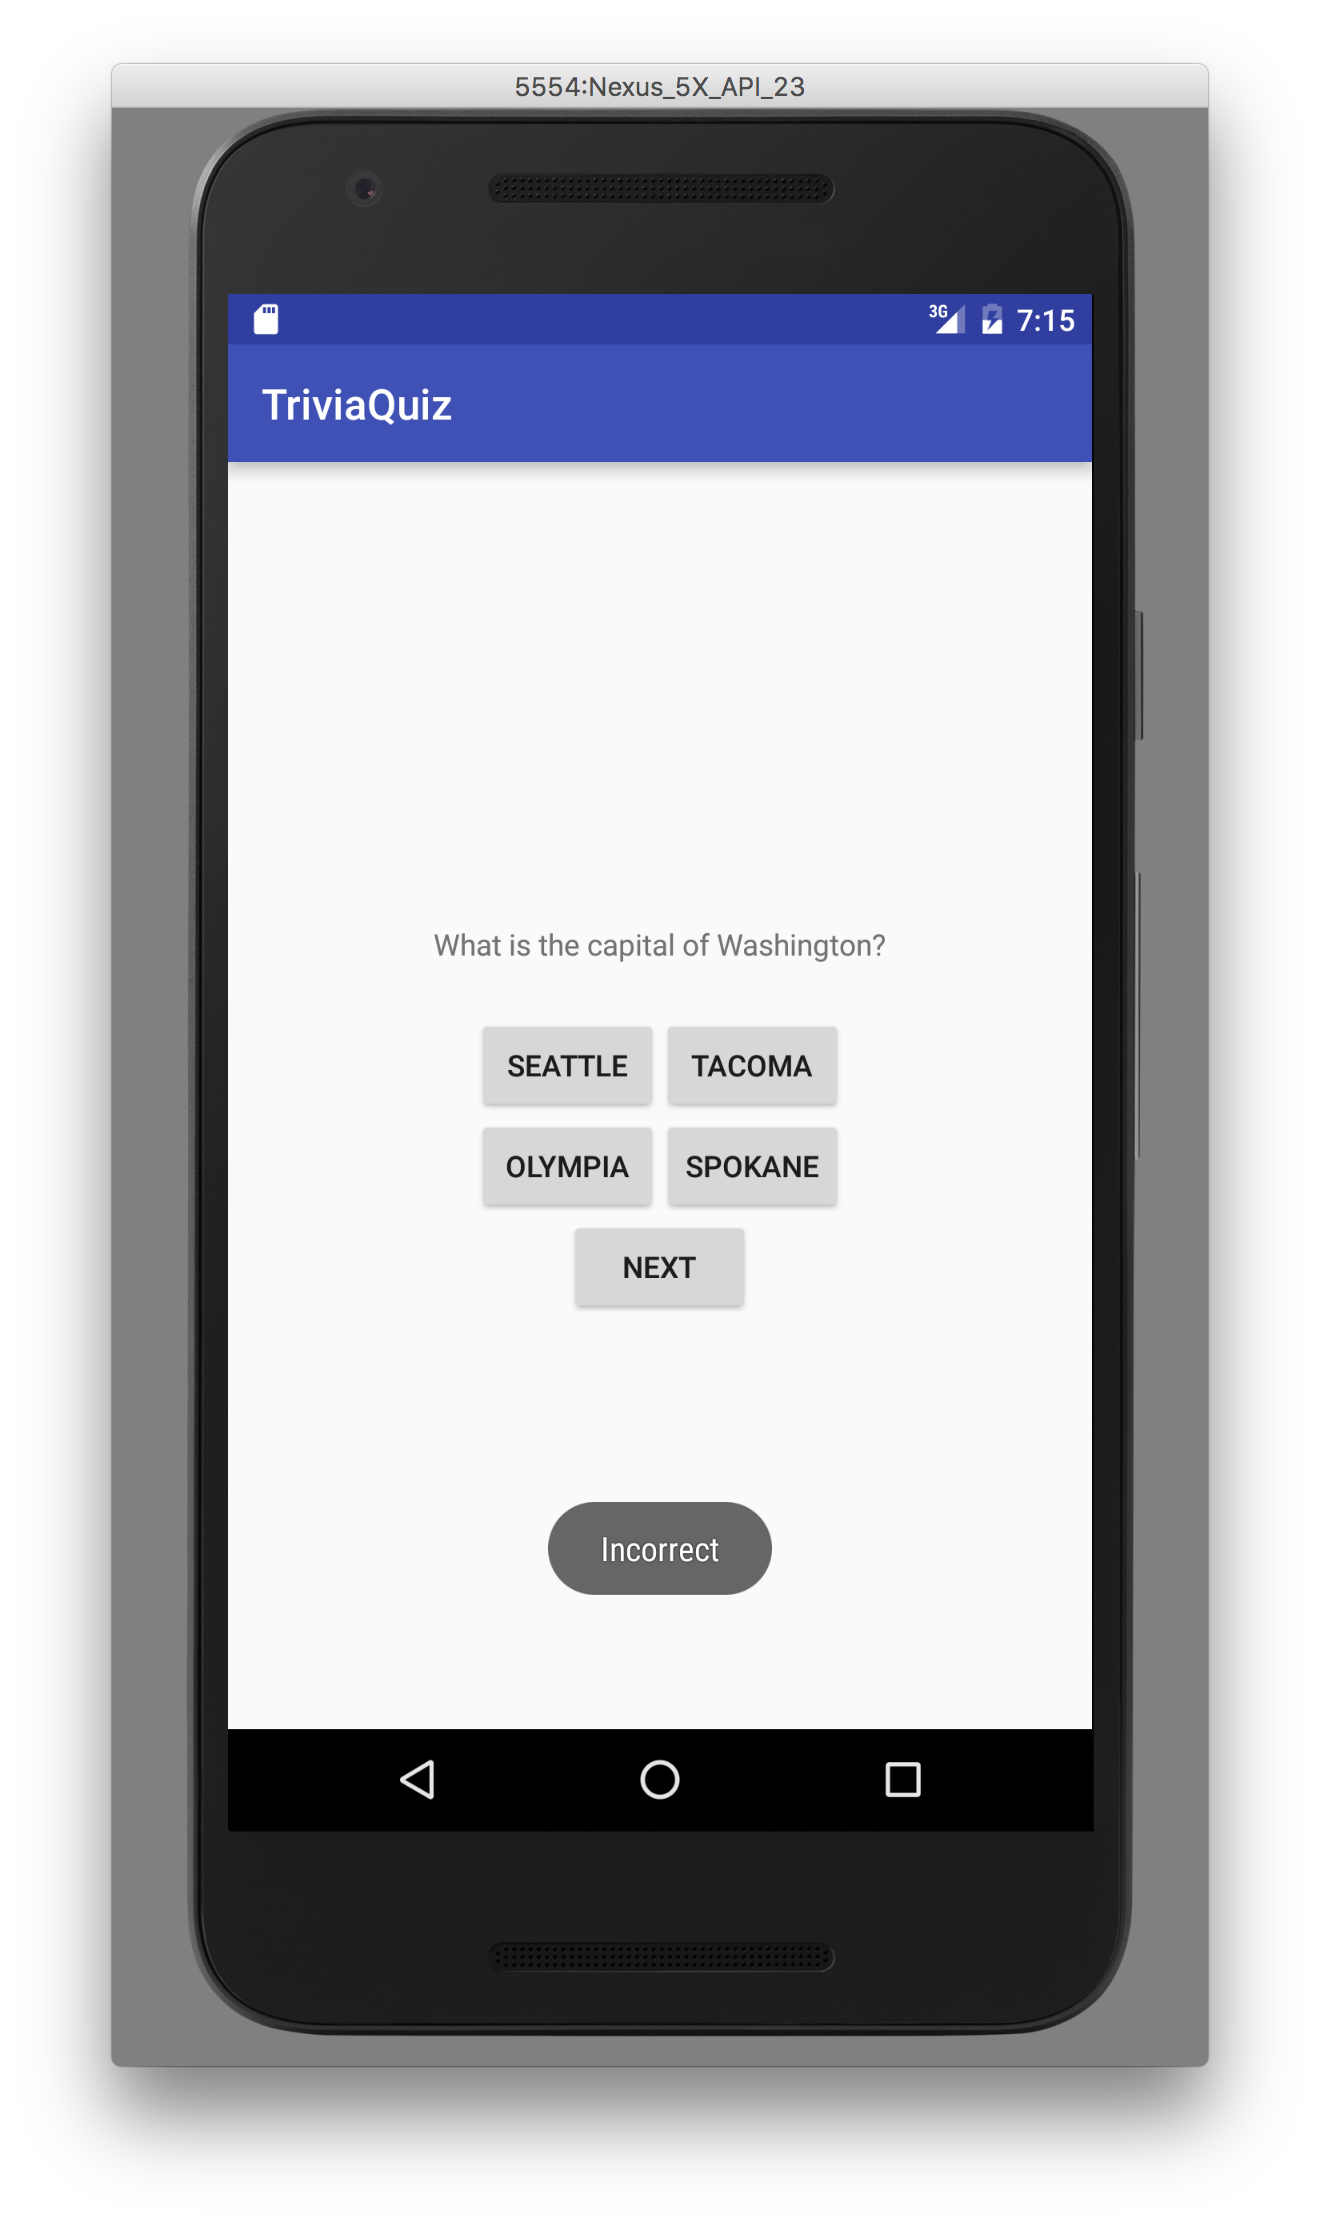 5554:Nexus_5X_API_23
3G 7:15
TriviaQuiz
What is the capital of Washington?
SEATTLE TACOMA
OLYMPIA SPOKANE
NEXT
Incorrect